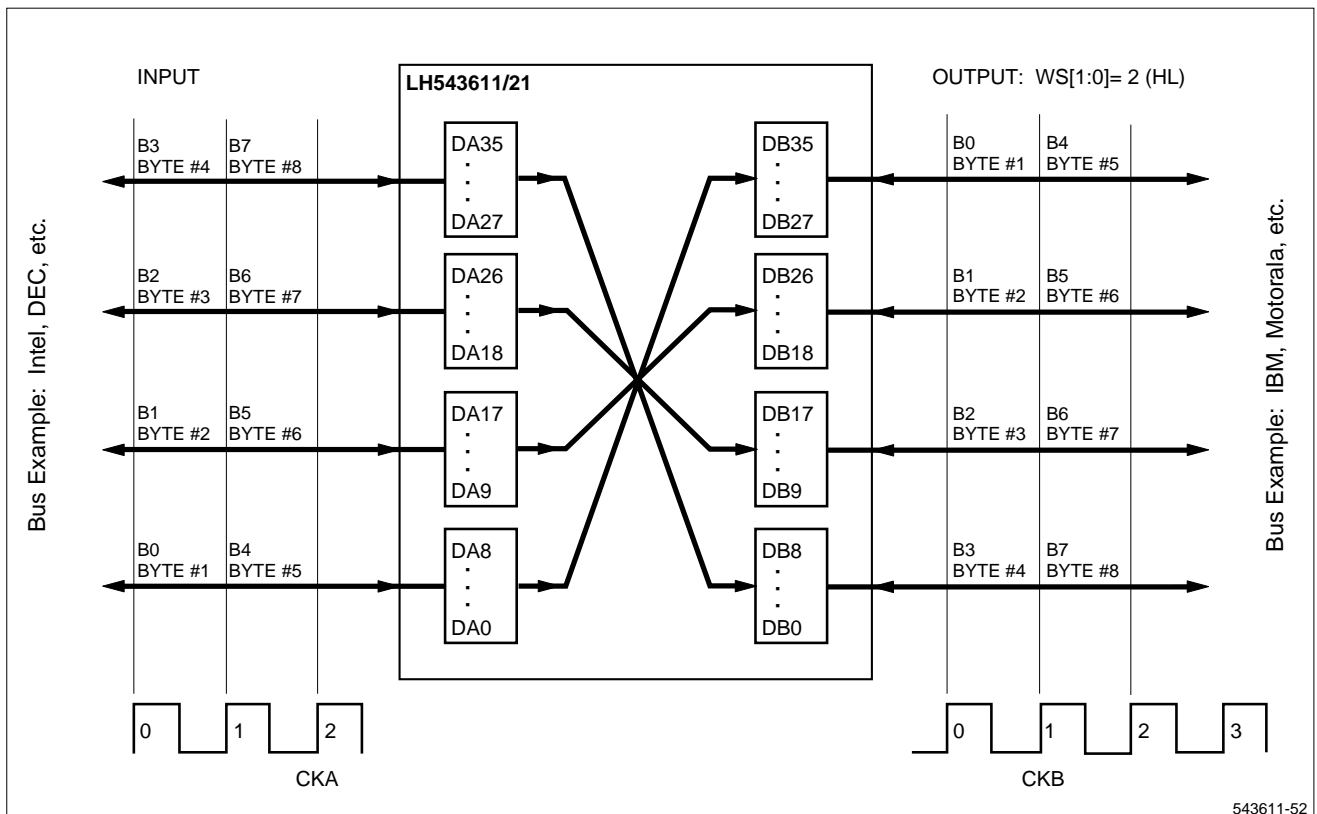 INPUT
LH543611/21
OUTPUT: WS[1:0]= 2 (HL)
Bus Example: Intel, DEC, etc.
B3 B7
BYTE #4 BYTE #8
DA35
.
.
.
DA27
DB35
.
.
.
DB27
B0 B4
BYTE #1 BYTE #5
B2 B6
BYTE #3 BYTE #7
DA26
.
.
.
DA18
DB26
.
.
.
DB18
B1 B5
BYTE #2 BYTE #6
B1 B5
BYTE #2 BYTE #6
DA17
.
.
.
DA9
DB17
.
.
.
DB9
B2 B6
BYTE #3 BYTE #7
B0 B4
BYTE #1 BYTE #5
DA8
.
.
.
DA0
DB8
.
.
.
DB0
B3 B7
BYTE #4 BYTE #8
Bus Example: IBM, Motorala, etc.
0 1 2
CKA
0 1 2 3
CKB
543611-52